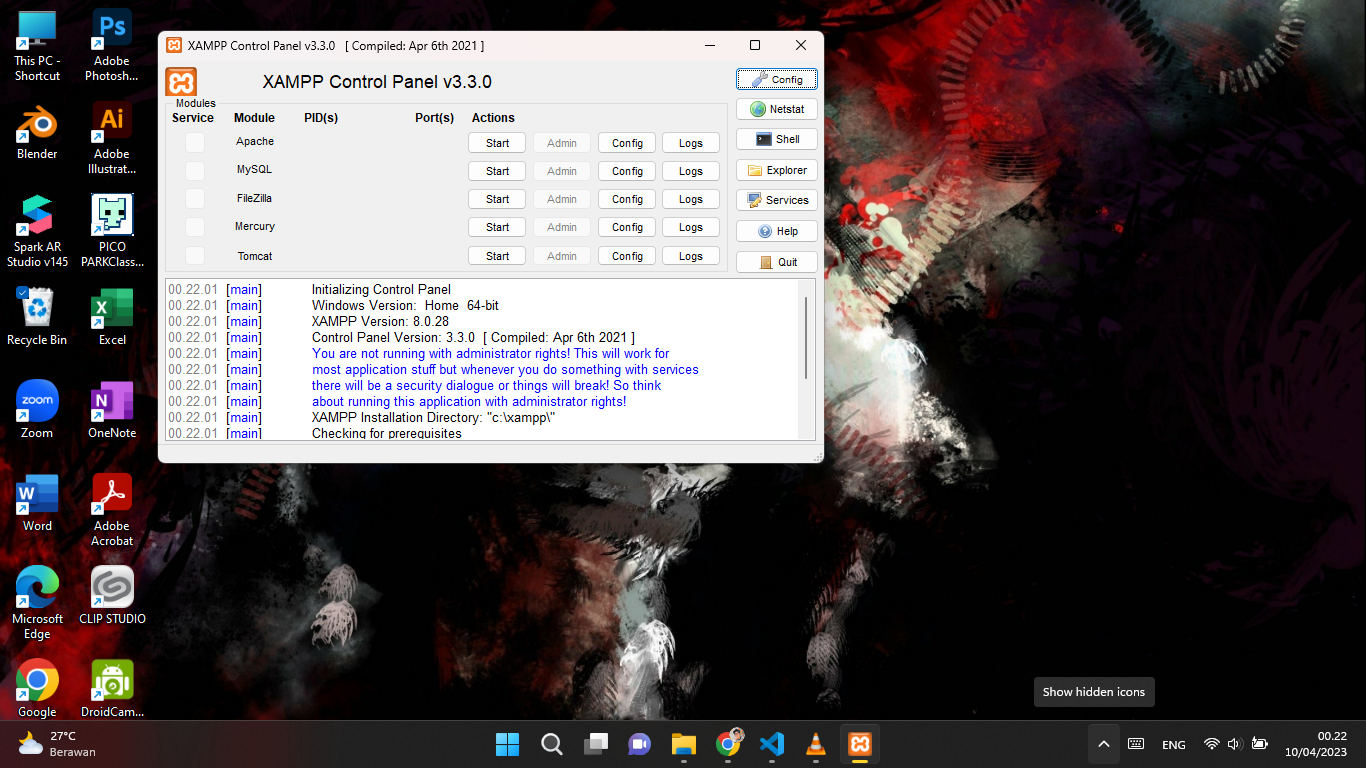 This PC -
Shortcut
Ps
Adobe
Photosh...
Blender
Ai
Adobe
Illustrat...
Spark AR
Studio v145
PICO
PARKClass...
Recycle Bin
Excel
zoom
Zoom
OneNote
Word
Adobe
Acrobat
Microsoft
Edge
CLIP STUDIO
Google
DroidCam...
XAMPP Control Panel v3.3.0 [ Compiled: Apr 6th 2021 ]
XAMPP Control Panel v3.3.0
Config
Netstat
Shell
Explorer
Services
Help
Quit
Modules
Service Module PID(s) Port(s) Actions
Apache Start Admin Config Logs
MySQL Start Admin Config Logs
FileZilla Start Admin Config Logs
Mercury Start Admin Config Logs
Tomcat Start Admin Config Logs
00.22.01 [main] Initializing Control Panel
00.22.01 [main] Windows Version: Home 64-bit
00.22.01 [main] XAMPP Version: 8.0.28
00.22.01 [main] Control Panel Version: 3.3.0 [ Compiled: Apr 6th 2021 ]
00.22.01 [main] You are not running with administrator rights! This will work for
00.22.01 [main] most application stuff but whenever you do something with services
00.22.01 [main] there will be a security dialogue or things will break! So think
00.22.01 [main] about running this application with administrator rights!
00.22.01 [main] XAMPP Installation Directory: "c:\xampp\"
00.22.01 [main] Checking for prerequisites
Show hidden icons
27°C
Berawan
ENG
00.22
10/04/2023